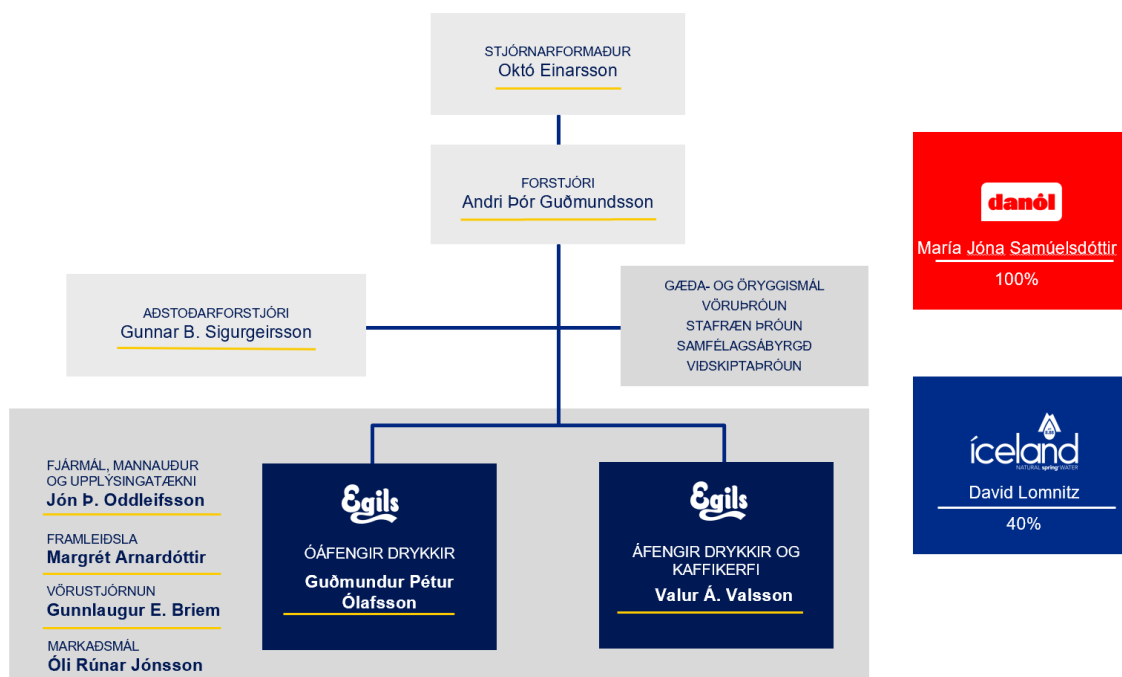 STJÓRNARFORMAÐUR
Októ Einarsson
FORSTJÓRI
Andri Þór Guðmundsson
AÐSTOÐARFORSTJÓRI
Gunnar B. Sigurgeirsson
GÆÐA- OG ÖRYGGISMÁL
VÖRUÞRÓUN
STAFRÆN ÞRÓUN
SAMFÉLAGSÁBYRGÐ
VIÐSKIPTAÞRÓUN
FJÁRMÁL, MANNAUÐUR
OG UPPLÝSINGATÆKNI
Jón Þ. Oddleifsson
FRAMLEIÐSLA
Margrét Arnardóttir
VÖRUSTJÓRNUN
Gunnlaugur E. Briem
MARKAÐSMÁL
Óli Rúnar Jónsson
Egils
ÓÁFENGIR DRYKKIR
Guðmundur Pétur
Ólafsson
Egils
ÁFENGIR DRYKKIR OG
KAFFIKERFI
Valur Á. Valsson
danól
María Jóna Samúelsdóttir
100%
íceland
NATURAL spring WATER
David Lomnitz
40%